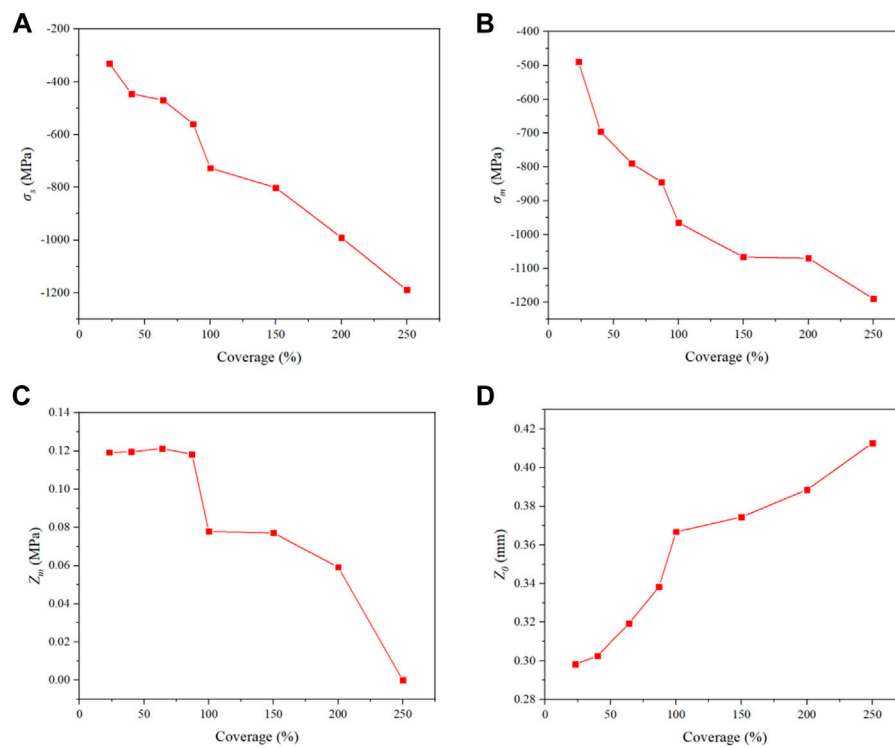 A
-200
-400
-600
-800
-1000
-1200
σs (MPa)
0 50 100 150 200 250
Coverage (%)
B
-400
-500
-600
-700
-800
-900
-1000
-1100
-1200
σm (MPa)
0 50 100 150 200 250
Coverage (%)
C
0.14
0.12
0.10
0.08
0.06
0.04
0.02
0.00
Zm (MPa)
0 50 100 150 200 250
Coverage (%)
D
0.42
0.40
0.38
0.36
0.34
0.32
0.30
0.28
Z0 (mm)
0 50 100 150 200 250
Coverage (%)